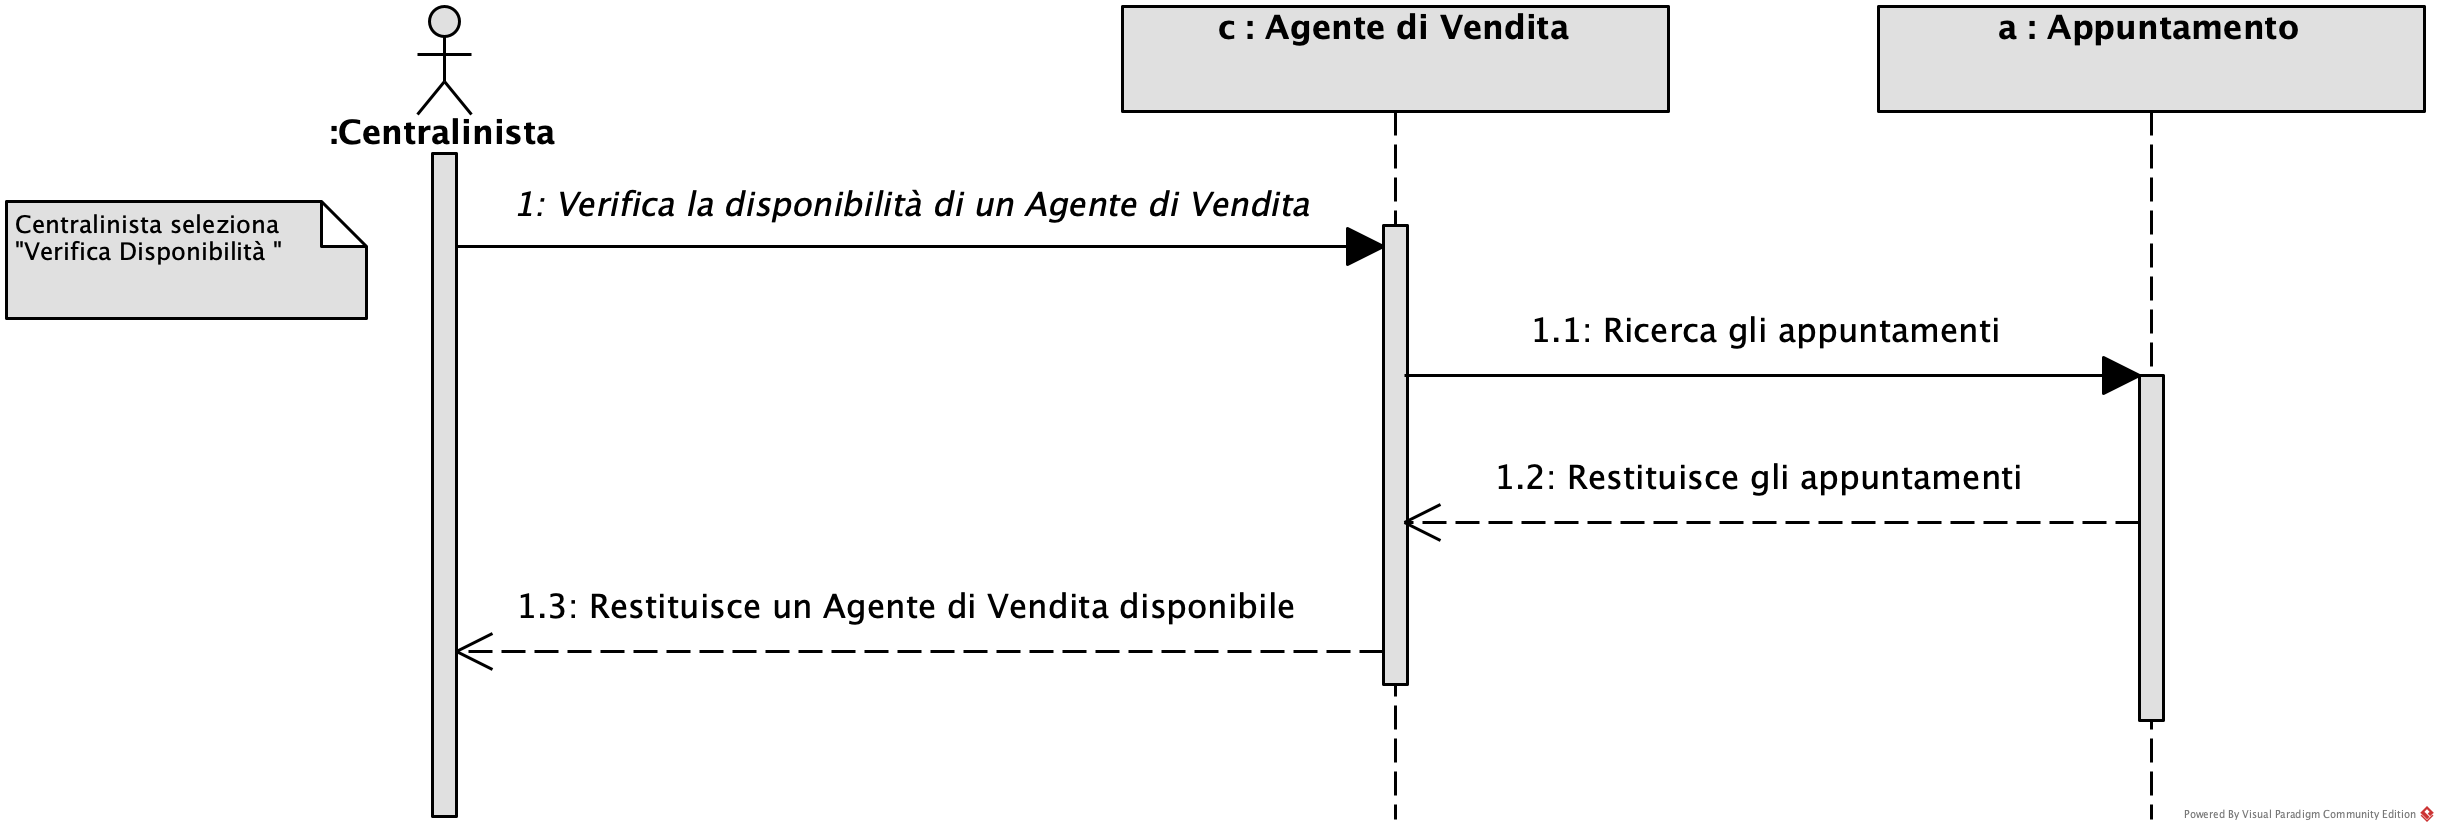 c : Agente di Vendita
a : Appuntamento
:Centralinista
Centralinista seleziona
"Verifica Disponibilità "
1: Verifica la disponibilità di un Agente di Vendita
1.1: Ricerca gli appuntamenti
1.2: Restituisce gli appuntamenti
1.3: Restituisce un Agente di Vendita disponibile
Powered By Visual Paradigm Community Edition